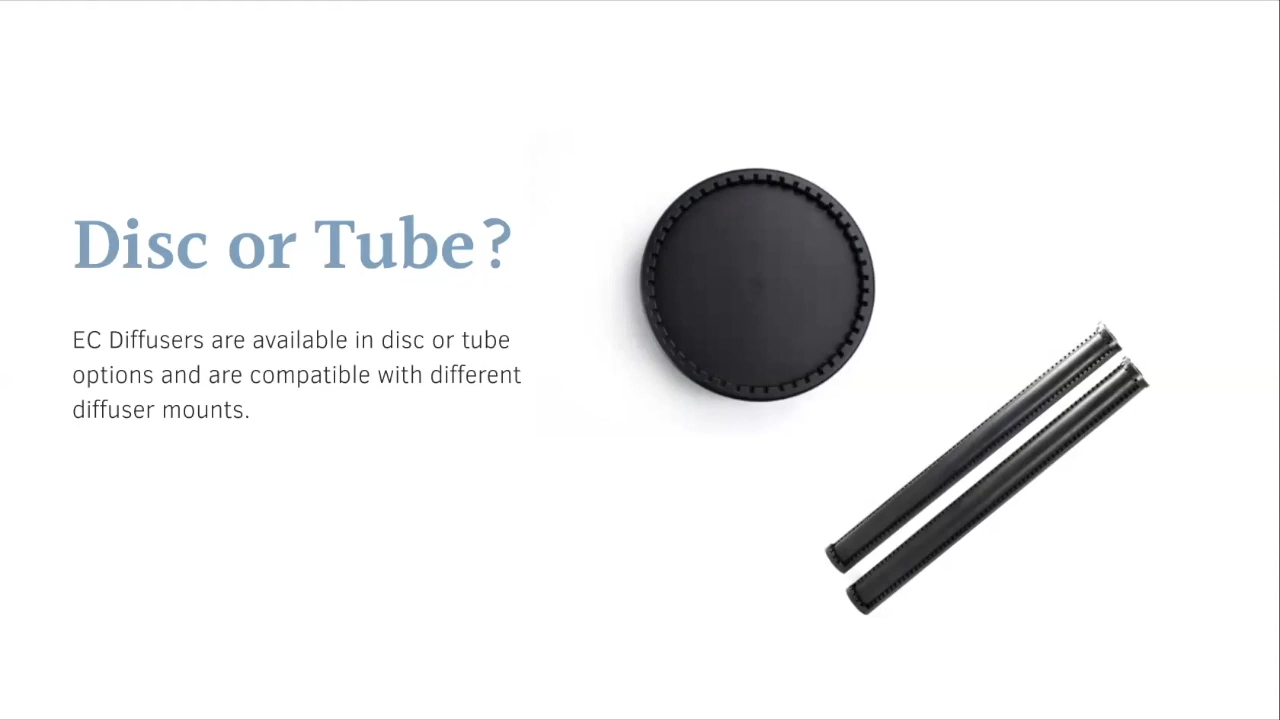 Disc or Tube?
EC Diffusers are available in disc or tube
options and are compatible with different
diffuser mounts.